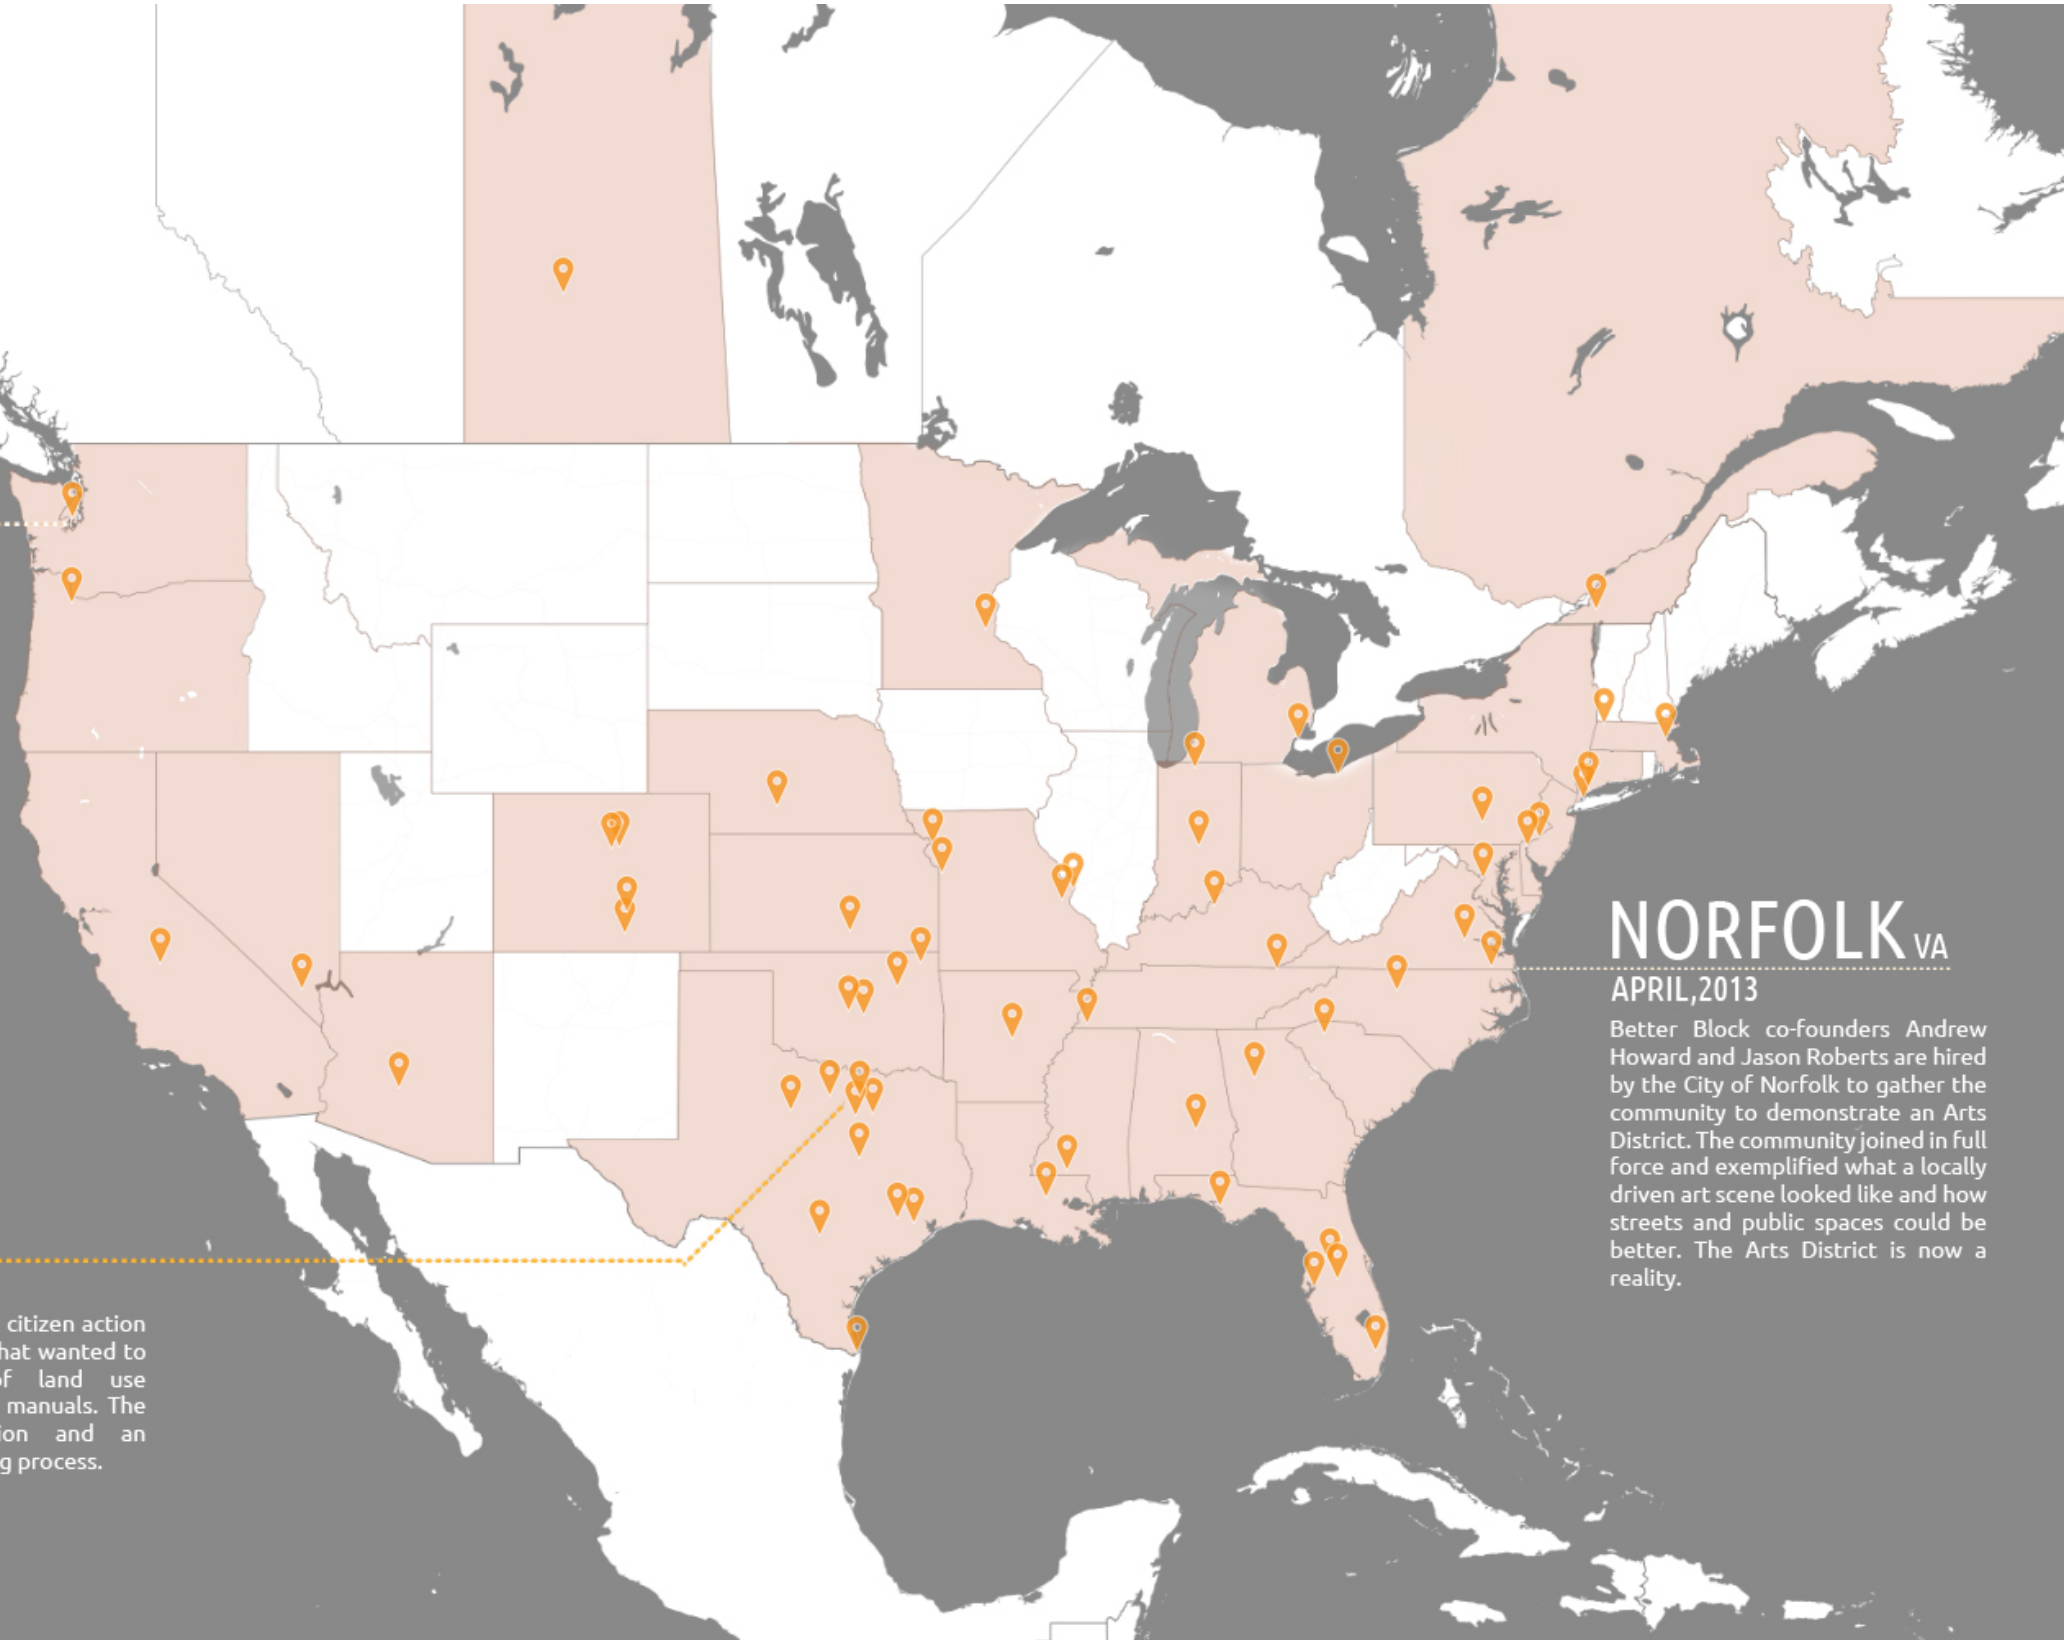 NORFOLK VA
APRIL,2013
Better Block co-founders Andrew
Howard and Jason Roberts are hired
by the City of Norfolk to gather the
community to demonstrate an Arts
District. The community joined in full
force and exemplified what a locally
driven art scene looked like and how
streets and public spaces could be
better. The Arts District is now a
reality.
citizen action
wanted to
land use
manuals. The
and an
process.